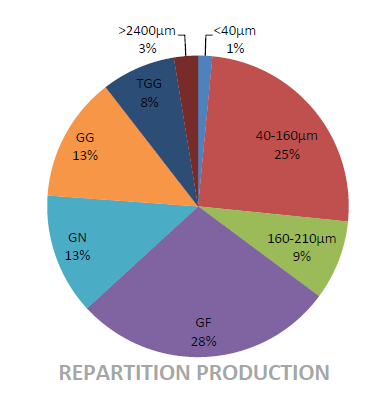 >2400µm
3%
<40µm
1%
TGG
8%
40-160µm
25%
GG
13%
160-210µm
9%
GN
13%
GF
28%
REPARTITION PRODUCTION